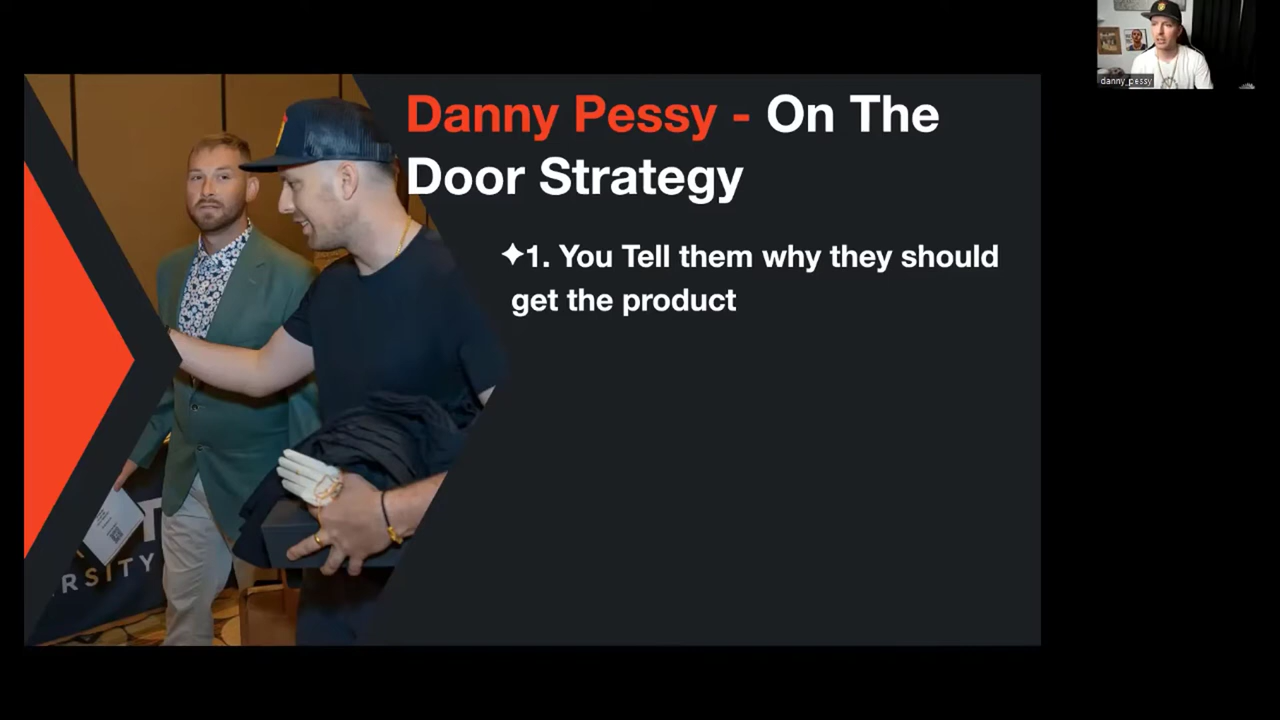 danny_pessy
Danny Pessy - On The
Door Strategy
✦1. You Tell them why they should
get the product
RSITY